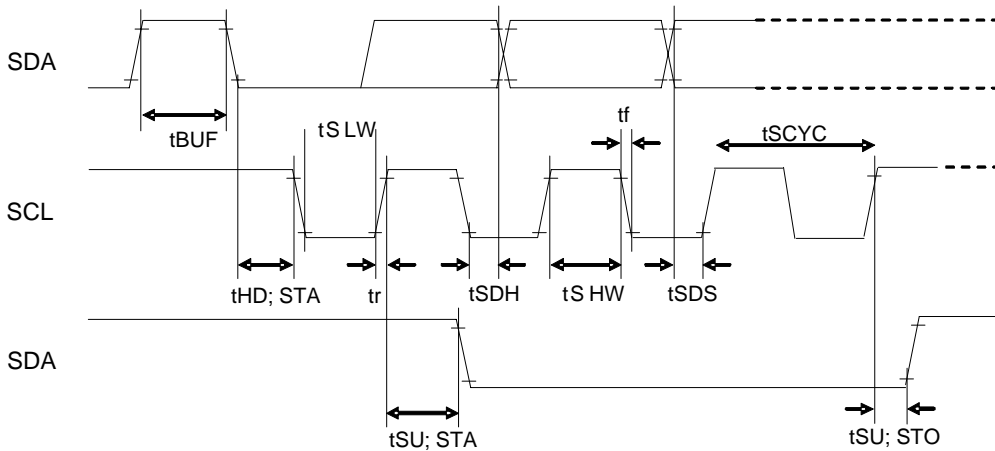 SDA
tBUF
tS LW
tf
tSCYC
SCL
tHD; STA
tr
tSDH
tS HW
tSDS
SDA
tSU; STA
tSU; STO